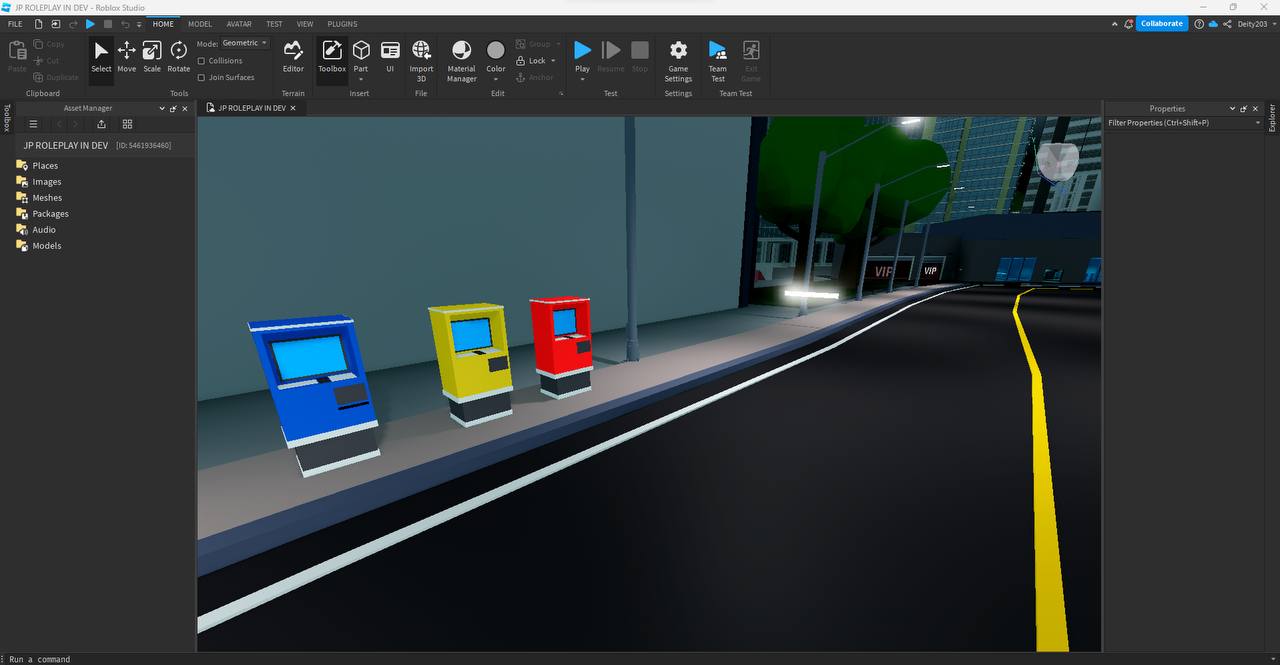 JP ROLEPLAY IN DEV - Roblox Studio
FILE HOME MODEL AVATAR TEST VIEW PLUGINS Collaborate Deity203
Paste Copy Cut Duplicate
Clipboard
Select Move Scale Rotate
Mode: Geometric
Collisions
Join Surfaces
Tools
Editor
Terrain
Toolbox Part UI
Insert
Import 3D
File
Material Manager
Color
Group
Lock
Anchor
Edit
Play Resume Stop
Test
Game Settings
Settings
Team Test
Exit Game
Team Test
Toolbox
Asset Manager
JP ROLEPLAY IN DEV [ID: 5461936460]
Places
Images
Meshes
Packages
Audio
Models
JP ROLEPLAY IN DEV
VIP
VIP
Properties
Filter Properties (Ctrl+Shift+P)
Explorer
Run a command